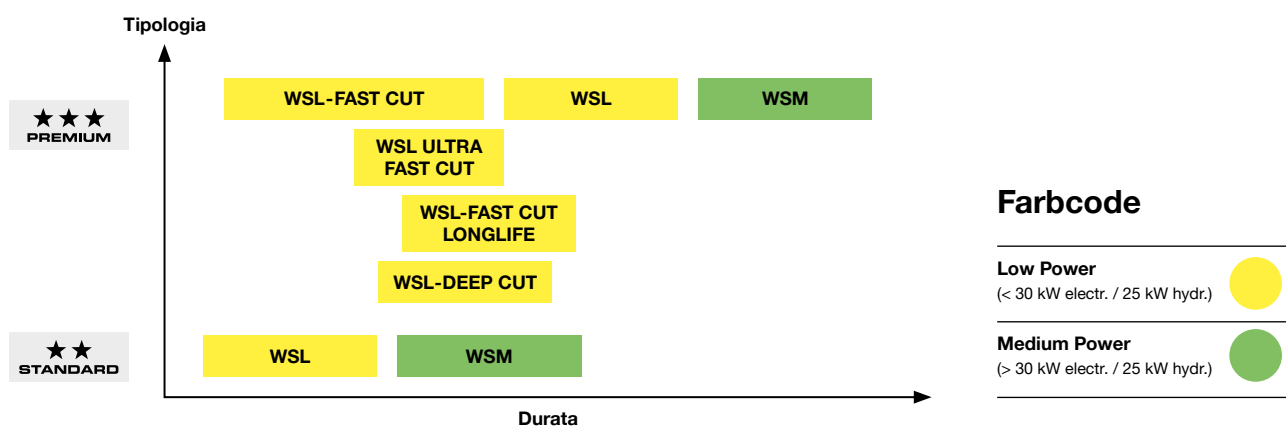 Tipologia
★★★
PREMIUM
WSL-FAST CUT
WSL
WSM
WSL ULTRA
FAST CUT
WSL-FAST CUT
LONGLIFE
WSL-DEEP CUT
★★
STANDARD
WSL
WSM
Durata
Farbcode
Low Power
(< 30 kW electr. / 25 kW hydr.)
Medium Power
(> 30 kW electr. / 25 kW hydr.)